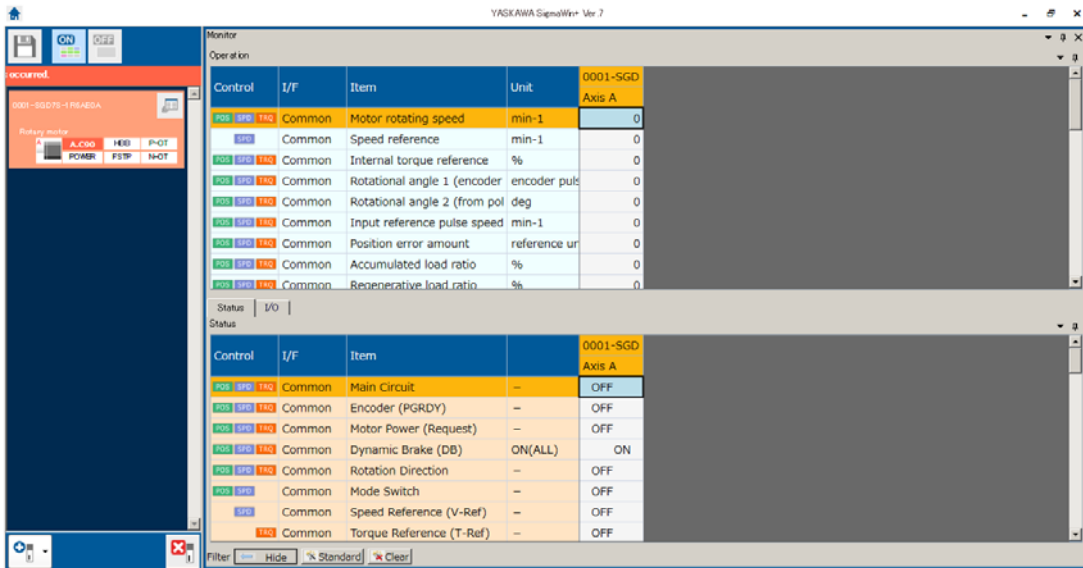 YASKAWA SigmaWin+ Ver.7
ON OFF
Monitor
Operation
occurred.
0001-SGD7S-1R6AE0A
Rotary motor
A A.C90 HBB P-OT
POWER FSTP N-OT
Control I/F Item Unit 0001-SGD
Axis A
POS SPD TRQ Common Motor rotating speed min-1 0
SPD Common Speed reference min-1 0
POS SPD TRQ Common Internal torque reference % 0
POS SPD TRQ Common Rotational angle 1 (encoder encoder puls 0
POS SPD TRQ Common Rotational angle 2 (from pol deg 0
POS SPD TRQ Common Input reference pulse speed min-1 0
POS SPD TRQ Common Position error amount reference un 0
POS SPD TRQ Common Accumulated load ratio % 0
POS SPD TRQ Common Regenerative load ratio % 0
Status I/O
Status
Control I/F Item 0001-SGD
Axis A
POS SPD TRQ Common Main Circuit – OFF
POS SPD TRQ Common Encoder (PGRDY) – OFF
POS SPD TRQ Common Motor Power (Request) – OFF
POS SPD TRQ Common Dynamic Brake (DB) ON(ALL) ON
POS SPD TRQ Common Rotation Direction – OFF
POS SPD Common Mode Switch – OFF
SPD Common Speed Reference (V-Ref) – OFF
TRQ Common Torque Reference (T-Ref) – OFF
Filter Hide Standard Clear